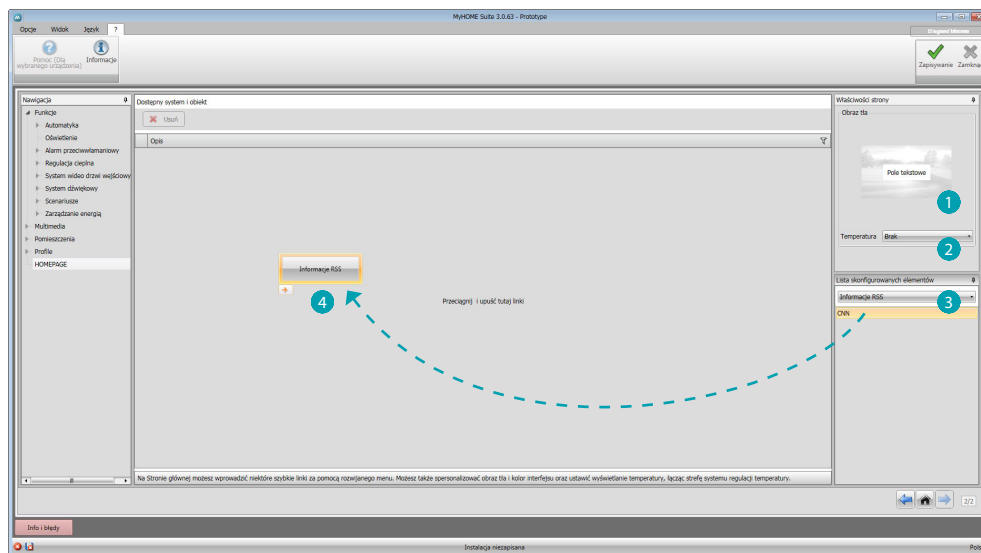 MyHOME Suite 3.0.63 - Prototype
Opcje Widok Język ?
Pomoc (Dla
wybranego urządzenia)
Informacje
Zapisywanie Zamkną
Nawigacja
Funkcje
Automatyka
Oświetlenie
Alarm przeciwwłamaniowy
Regulacja cieplna
System wideo drzwi wejściowy
System dźwiękowy
Scenariusze
Zarządzanie energią
Multimedia
Pomieszczenia
Profile
HOMEPAGE
Dostępny system i obiekt
Usuń
Opis
Informacje RSS
4
Przeciągnij i upuść tutaj linki
Na Stronie głównej możesz wprowadzić niektóre szybkie linki za pomocą rozwijanego menu. Możesz także spersonalizować obraz tła i kolor interfejsu oraz ustawić wyświetlanie temperatury, łącząc strefę systemu regulacji temperatury.
Właściwości strony
Obraz tła
Pole tekstowe
1
Temperatura Brak
2
Lista skonfigurowanych elementów
Informacje RSS
3
CNN
2/2
Info i błędy
Instalacja niezapisana
Pols